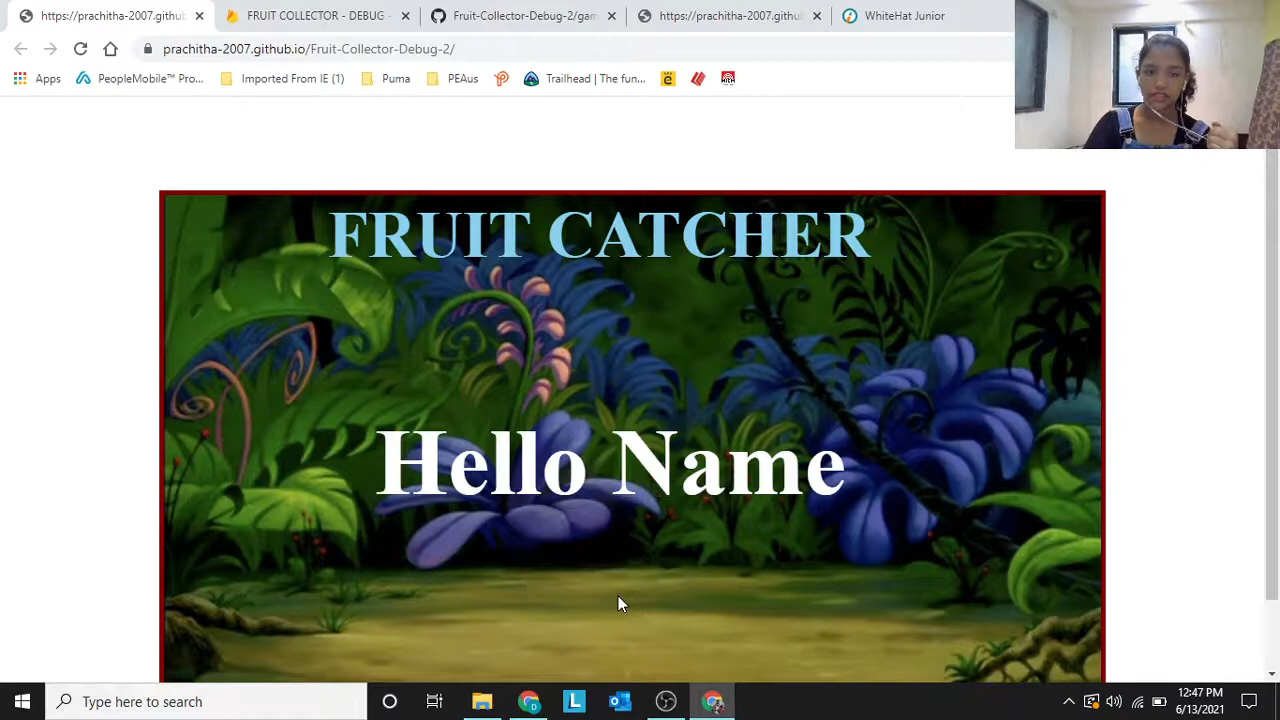 https://prachitha-2007.github
FRUIT COLLECTOR - DEBUG -
Fruit-Collector-Debug-2/gam
https://prachitha-2007.github
WhiteHat Junior
prachitha-2007.github.io/Fruit-Collector-Debug-2/
Apps
PeopleMobile™ Pro...
Imported From IE (1)
Puma
PEAus
Trailhead | The fun...
FRUIT CATCHER
Hello Name
Type here to search
12:47 PM
6/13/2021